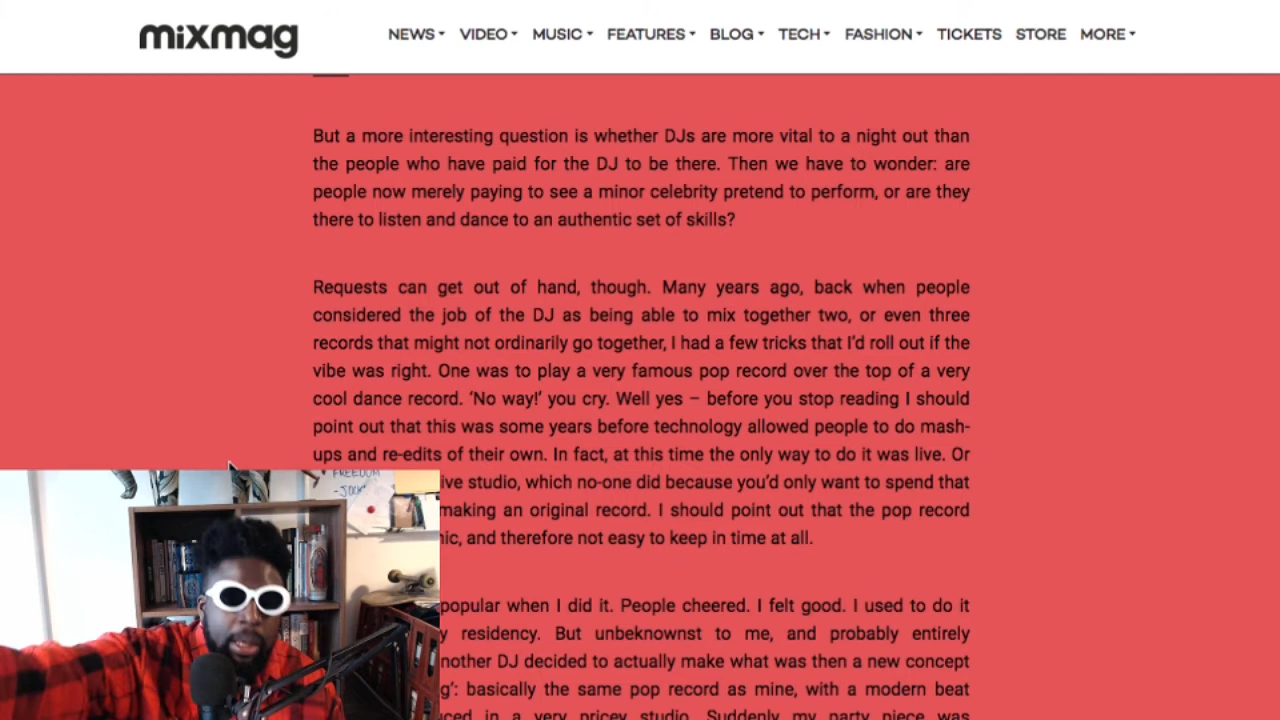 mixmag
NEWS VIDEO MUSIC FEATURES BLOG TECH FASHION TICKETS STORE MORE
But a more interesting question is whether DJs are more vital to a night out than
the people who have paid for the DJ to be there. Then we have to wonder: are
people now merely paying to see a minor celebrity pretend to perform, or are they
there to listen and dance to an authentic set of skills?
Requests can get out of hand, though. Many years ago, back when people
considered the job of the DJ as being able to mix together two, or even three
records that might not ordinarily go together, I had a few tricks that I'd roll out if the
vibe was right. One was to play a very famous pop record over the top of a very
cool dance record. ‘No way!’ you cry. Well yes – before you stop reading I should
point out that this was some years before technology allowed people to do mash-
ups and re-edits of their own. In fact, at this time the only way to do it was live. Or
ive studio, which no-one did because you'd only want to spend that
making an original record. I should point out that the pop record
ic, and therefore not easy to keep in time at all.
popular when I did it. People cheered. I felt good. I used to do it
y residency. But unbeknownst to me, and probably entirely
nother DJ decided to actually make what was then a new concept
g’: basically the same pop record as mine, with a modern beat
uced in a very pricey studio. Suddenly my party piece was
FREEDOM